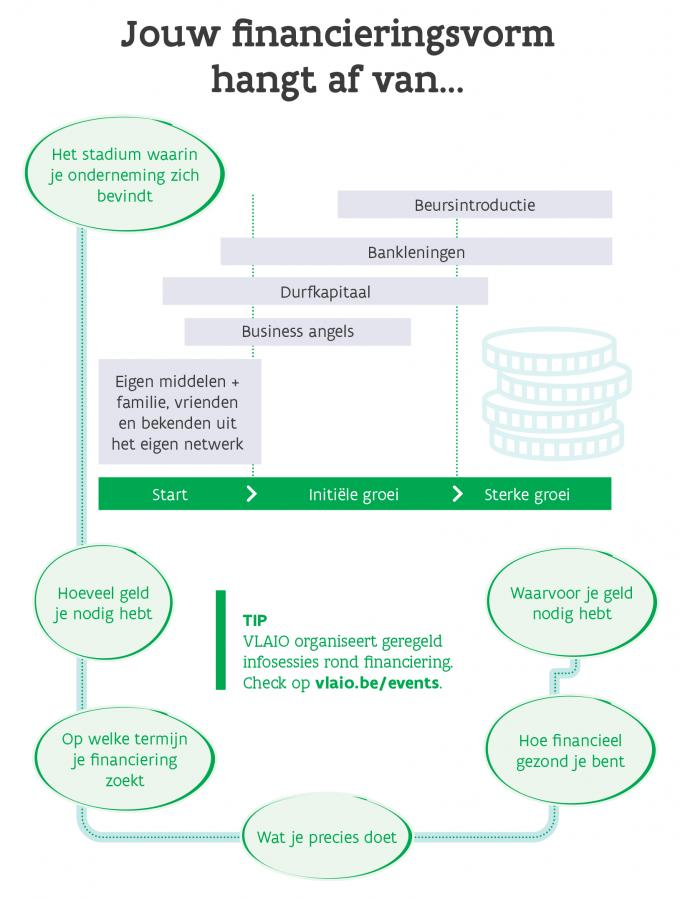 Jouw financieringsvorm
hangt af van...
Het stadium waarin
je onderneming zich
bevindt
Beursintroductie
Bankleningen
Durfkapitaal
Business angels
Eigen middelen +
familie, vrienden
en bekenden uit
het eigen netwerk
Start
Initiële groei
Sterke groei
Hoeveel geld
je nodig hebt
TIP
VLAIO organiseert geregeld
infosessies rond financiering.
Check op vlaio.be/events.
Waarvoor je geld
nodig hebt
Op welke termijn
je financiering
zoekt
Hoe financieel
gezond je bent
Wat je precies doet